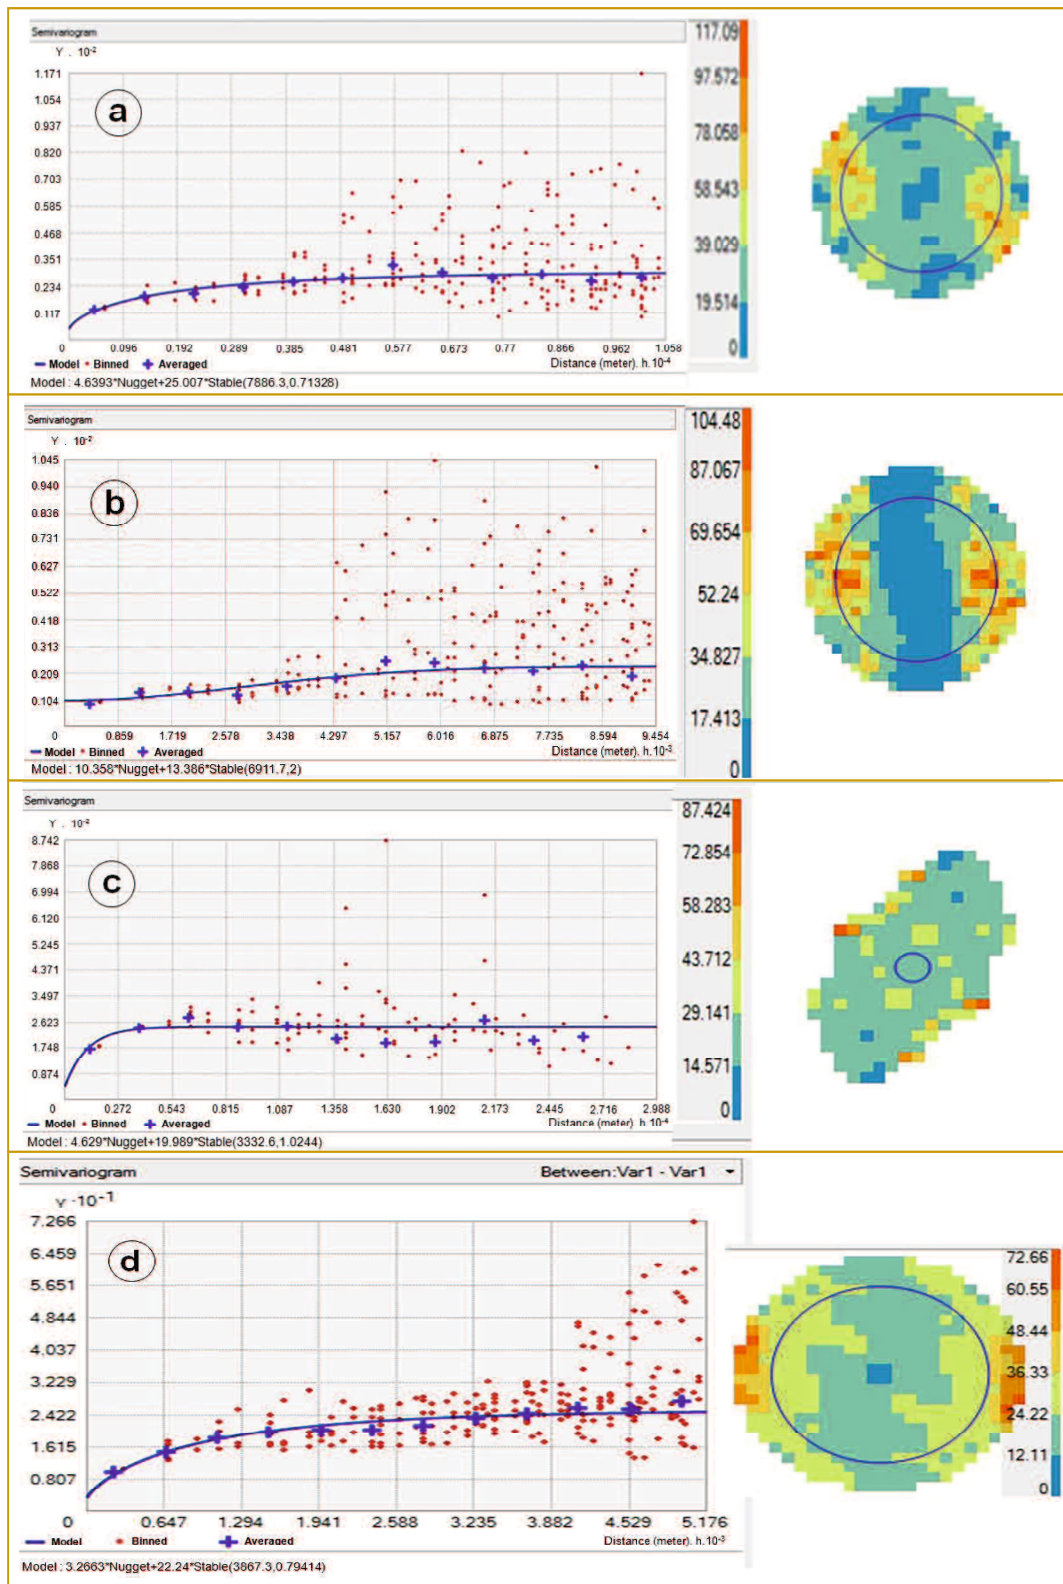 Semivariogram
Y . 10⁻²
1.171
1.054
0.937
0.820
0.703
0.585
0.468
0.351
0.234
0.117
0 0.096 0.192 0.289 0.385 0.481 0.577 0.673 0.77 0.866 0.962 1.058
a
Model Binned Averaged Distance (meter). h.10⁻⁴
Model : 4.6393*Nugget+25.007*Stable(7886.3,0.71328)
117.09
97.572
78.058
58.543
39.029
19.514
0
Semivariogram
Y . 10⁻²
1.045
0.940
0.836
0.731
0.627
0.522
0.418
0.313
0.209
0.104
0 0.859 1.719 2.578 3.438 4.297 5.157 6.016 6.875 7.735 8.594 9.454
b
Model Binned Averaged Distance (meter). h.10⁻³
Model : 10.358*Nugget+13.386*Stable(6911.7,2)
104.48
87.067
69.654
52.24
34.827
17.413
0
Semivariogram
Y . 10⁻²
8.742
7.868
6.994
6.120
5.245
4.371
3.497
2.623
1.748
0.874
0 0.272 0.543 0.815 1.087 1.358 1.630 1.902 2.173 2.445 2.716 2.988
c
Model Binned Averaged Distance (meter). h.10⁻⁴
Model : 4.629*Nugget+19.989*Stable(3332.6,1.0244)
87.424
72.854
58.283
43.712
29.141
14.571
0
Semivariogram Between:Var1 - Var1
Y ·10⁻¹
7.266
6.459
5.651
4.844
4.037
3.229
2.422
1.615
0.807
0 0.647 1.294 1.941 2.588 3.235 3.882 4.529 5.176
d
Model Binned Averaged Distance (meter). h.10⁻³
Model : 3.2663*Nugget+22.24*Stable(3867.3,0.79414)
72.66
60.55
48.44
36.33
24.22
12.11
0